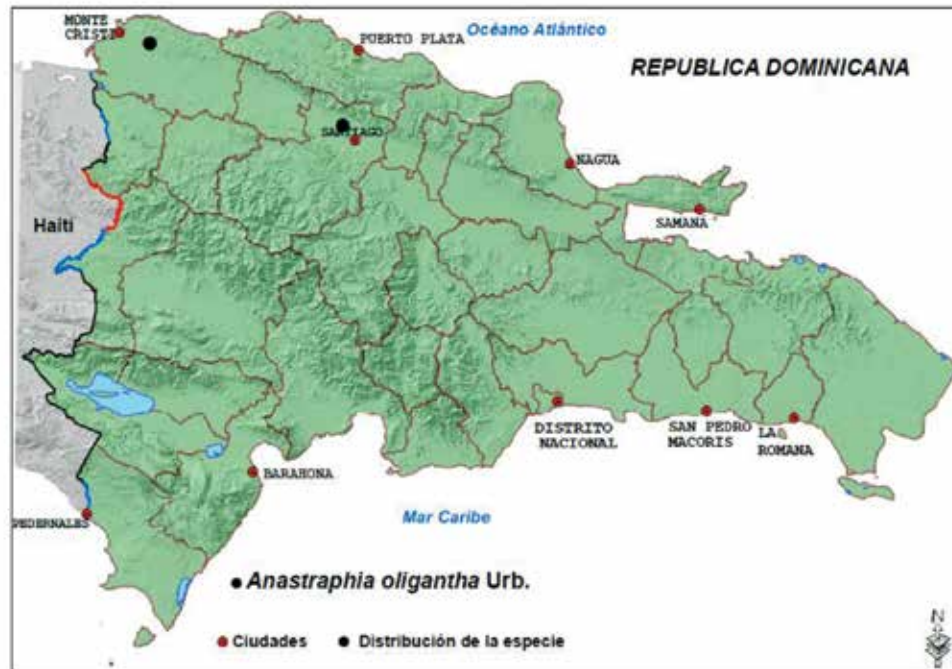 MONTE
CRISTI
PUERTO PLATA
Océano Atlántico
REPUBLICA DOMINICANA
SANTIAGO
NAGUA
SAMANA
Haiti
DISTRITO
NACIONAL
SAN PEDRO
MACORIS
LA
ROMANA
BARAHONA
PEDERNALES
Mar Caribe
Anastraphia oligantha Urb.
Ciudades
Distribución de la especie
N